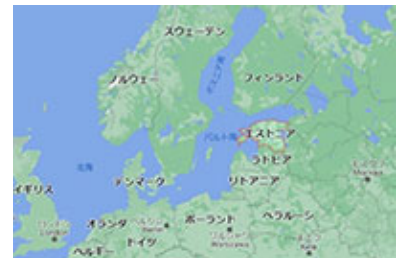 スウェーデン
ノルウェー
フィンランド
エストニア
バルト海
ラトビア
北海
デンマーク
リトアニア
イギリス
London
オランダ
ポーランド
ベラルーシ
Warszawa
ベルギー
ドイツ